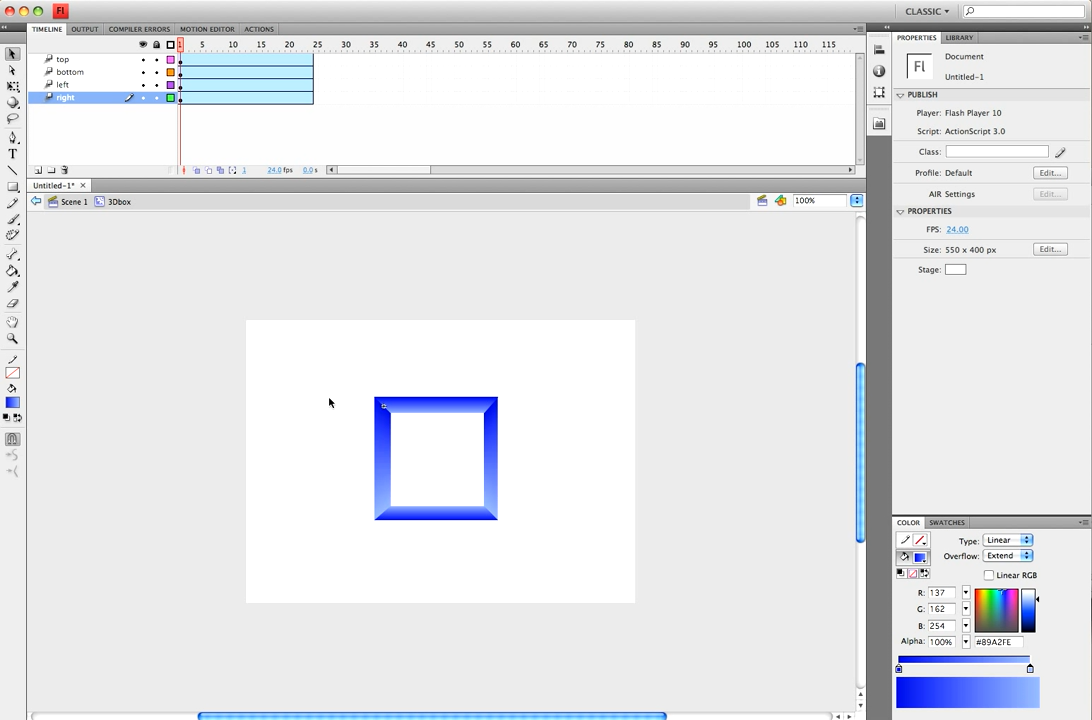 Fl CLASSIC
TIMELINE OUTPUT COMPILER ERRORS MOTION EDITOR ACTIONS
1 5 10 15 20 25 30 35 40 45 50 55 60 65 70 75 80 85 90 95 100 105 110 115
top
bottom
left
right
1 24.0 fps 0.0 s
Untitled-1*
Scene 1 3Dbox 100%
T
PROPERTIES LIBRARY
Fl Document
Untitled-1
PUBLISH
Player: Flash Player 10
Script: ActionScript 3.0
Class:
Profile: Default Edit...
AIR Settings Edit...
PROPERTIES
FPS: 24.00
Size: 550 x 400 px Edit...
Stage:
COLOR SWATCHES
Type: Linear
Overflow: Extend
Linear RGB
R: 137
G: 162
B: 254
Alpha: 100% #89A2FE